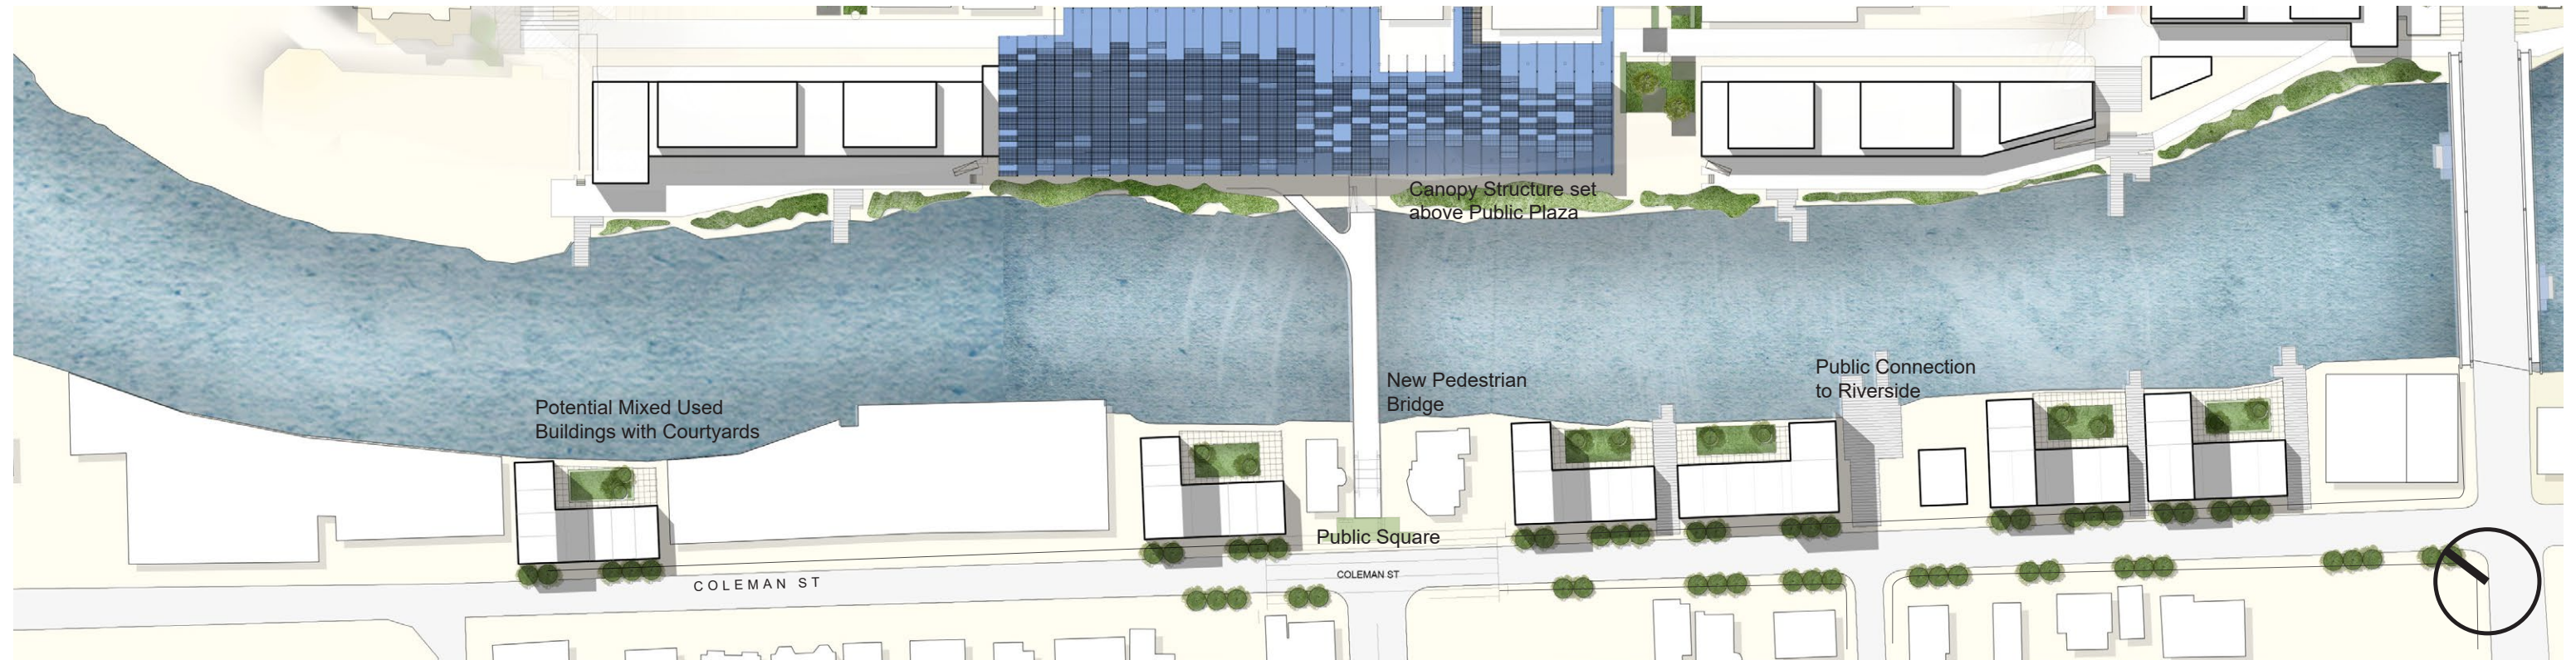 Canopy Structure set
above Public Plaza
Public Connection
to Riverside
New Pedestrian
Bridge
Potential Mixed Used
Buildings with Courtyards
Public Square
COLEMAN ST
COLEMAN ST